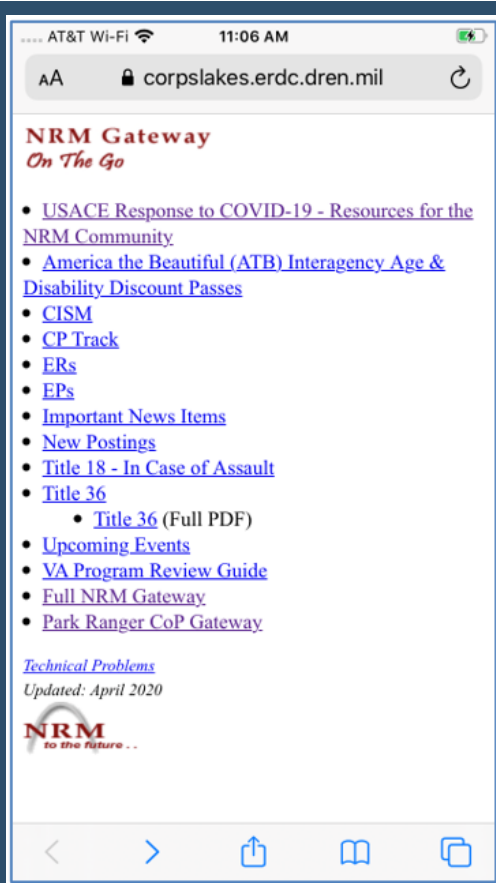 .... AT&T Wi-Fi 11:06 AM
AA corpslakes.erdc.dren.mil
NRM Gateway
On The Go
• USACE Response to COVID-19 - Resources for the
NRM Community
• America the Beautiful (ATB) Interagency Age &
Disability Discount Passes
• CISM
• CP Track
• ERs
• EPs
• Important News Items
• New Postings
• Title 18 - In Case of Assault
• Title 36
• Title 36 (Full PDF)
• Upcoming Events
• VA Program Review Guide
• Full NRM Gateway
• Park Ranger CoP Gateway
Technical Problems
Updated: April 2020
NRM
to the future . .